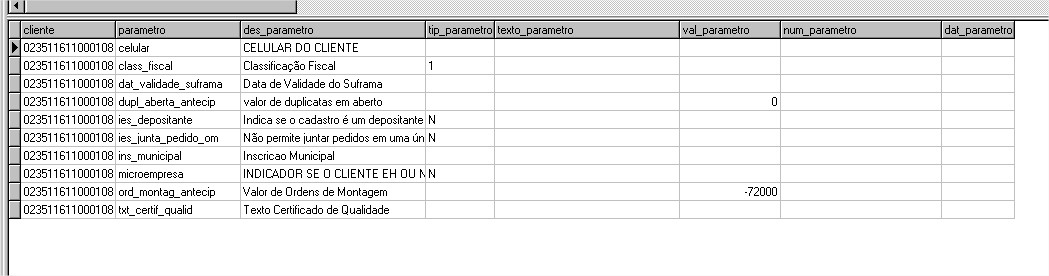 cliente parametro des_parametro tip_parametro texto_parametro val_parametro num_parametro dat_parametro
023511611000108 celular CELULAR DO CLIENTE
023511611000108 class_fiscal Classificação Fiscal 1
023511611000108 dat_validade_suframa Data de Validade do Suframa
023511611000108 dupl_aberta_antecip valor de duplicatas em aberto 0
023511611000108 ies_depositante Indica se o cadastro é um depositante N
023511611000108 ies_junta_pedido_om Não permite juntar pedidos em uma ún N
023511611000108 ins_municipal Inscricao Municipal
023511611000108 microempresa INDICADOR SE O CLIENTE EH OU N N
023511611000108 ord_montag_antecip Valor de Ordens de Montagem -72000
023511611000108 txt_certif_qualid Texto Certificado de Qualidade